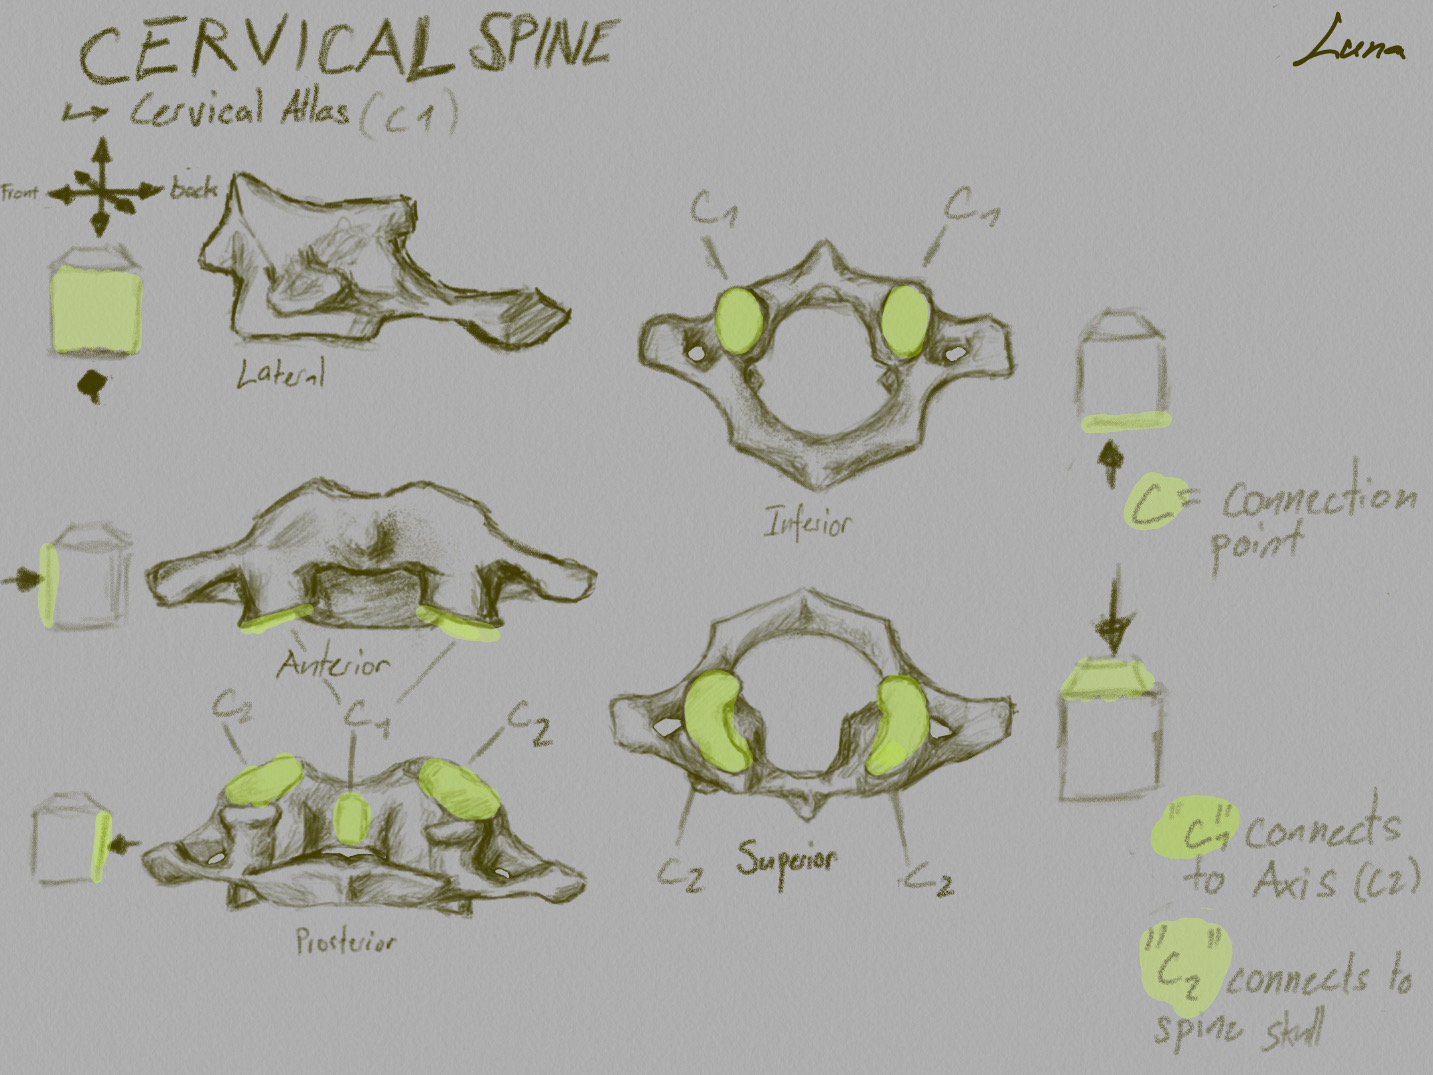 CERVICAL SPINE
Luna
↳ Cervical Atlas (C1)
Front
back
Lateral
C1
C1
Inferior
C = connection
point
Anterior
C2
C1
C2
Prosterior
C2
Superior
C2
"C1" connects
to Axis (C2)
"C2" connects to
spine skull